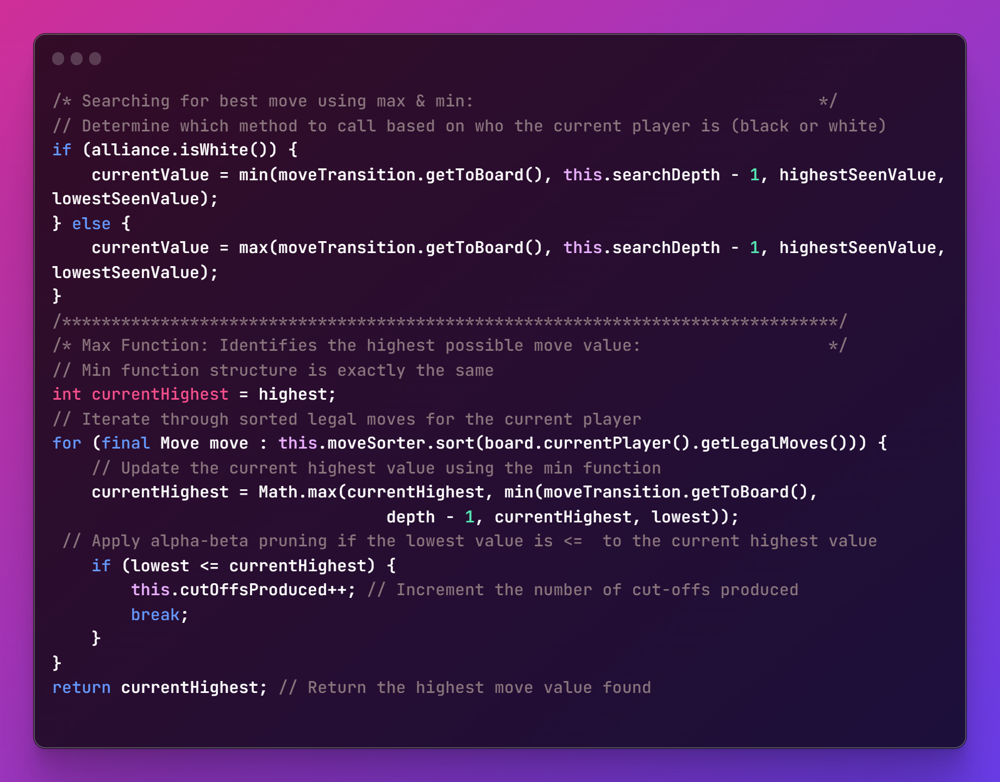 /* Searching for best move using max & min:                                   */
// Determine which method to call based on who the current player is (black or white)
if (alliance.isWhite()) {
    currentValue = min(moveTransition.getToBoard(), this.searchDepth - 1, highestSeenValue,
lowestSeenValue);
} else {
    currentValue = max(moveTransition.getToBoard(), this.searchDepth - 1, highestSeenValue,
lowestSeenValue);
}
/*******************************************************************************/
/* Max Function: Identifies the highest possible move value:                   */
// Min function structure is exactly the same
int currentHighest = highest;
// Iterate through sorted legal moves for the current player
for (final Move move : this.moveSorter.sort(board.currentPlayer().getLegalMoves())) {
    // Update the current highest value using the min function
    currentHighest = Math.max(currentHighest, min(moveTransition.getToBoard(),
                                  depth - 1, currentHighest, lowest));
 // Apply alpha-beta pruning if the lowest value is <=  to the current highest value
    if (lowest <= currentHighest) {
        this.cutOffsProduced++; // Increment the number of cut-offs produced
        break;
    }
}
return currentHighest; // Return the highest move value found